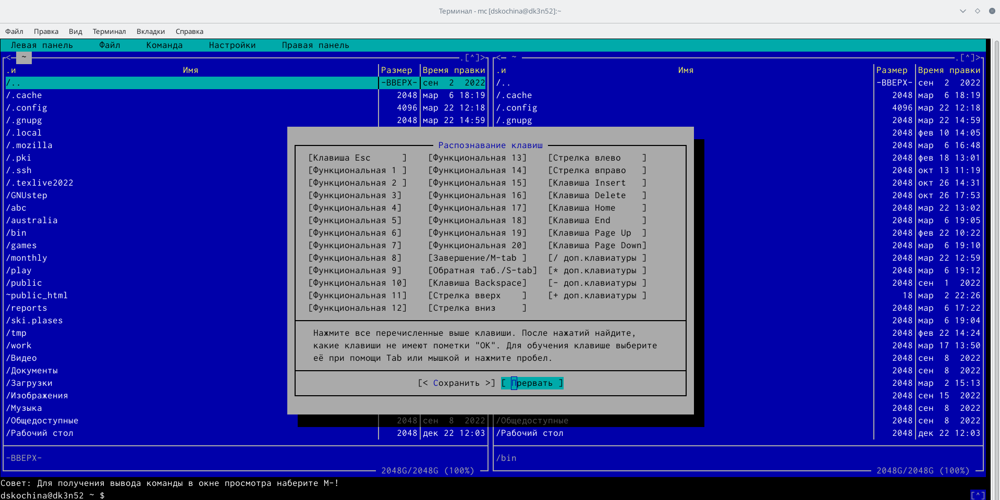 Терминал - mc [dskochina@dk3n52]:~
Файл Правка Вид Терминал Вкладки Справка
Левая панель Файл Команда Настройки Правая панель
<- ~ .[^]> <- ~ .[^]>
.и Имя Размер Время правки .и Имя Размер Время правки
/.. -ВВЕРХ- сен 2 2022 /.. -ВВЕРХ- сен 2 2022
/.cache 2048 мар 6 18:19 /.cache 2048 мар 6 18:19
/.config 4096 мар 22 12:18 /.config 4096 мар 22 12:18
/.gnupg 2048 мар 22 14:59 /.gnupg 2048 мар 22 14:59
/.local 2048 фев 10 14:05
/.mozilla Распознавание клавиш 2048 мар 6 16:48
/.pki [Клавиша Esc ] [Функциональная 13] [Стрелка влево ] 2048 фев 18 13:01
/.ssh [Функциональная 1 ] [Функциональная 14] [Стрелка вправо ] 2048 окт 13 11:19
/.texlive2022 [Функциональная 2 ] [Функциональная 15] [Клавиша Insert ] 2048 окт 26 14:31
/GNUstep [Функциональная 3] [Функциональная 16] [Клавиша Delete ] 2048 окт 26 17:53
/abc [Функциональная 4] [Функциональная 17] [Клавиша Home ] 2048 мар 22 13:02
/australia [Функциональная 5] [Функциональная 18] [Клавиша End ] 2048 мар 6 19:05
/bin [Функциональная 6] [Функциональная 19] [Клавиша Page Up ] 2048 фев 22 10:22
/games [Функциональная 7] [Функциональная 20] [Клавиша Page Down] 2048 мар 6 19:10
/monthly [Функциональная 8] [Завершение/M-tab ] [/ доп.клавиатуры ] 2048 мар 22 12:59
/play [Функциональная 9] [Обратная таб./S-tab] [* доп.клавиатуры ] 2048 мар 6 19:12
/public [Функциональная 10] [Клавиша Backspace] [- доп.клавиатуры ] 2048 сен 1 2022
~public_html [Функциональная 11] [Стрелка вверх ] [+ доп.клавиатуры ] 18 мар 2 22:26
/reports [Функциональная 12] [Стрелка вниз ] 2048 мар 6 17:22
/ski.plases 2048 мар 6 19:04
/tmp Нажмите все перечисленные выше клавиши. После нажатий найдите, 2048 фев 22 14:24
/work какие клавиши не имеют пометки "OK". Для обучения клавише выберите 2048 мар 17 13:50
/Видео её при помощи Tab или мышкой и нажмите пробел. 2048 сен 8 2022
/Документы 2048 сен 8 2022
/Загрузки [< Сохранить >] [ Прервать ] 2048 мар 2 15:13
/Изображения 2048 сен 15 2022
/Музыка 2048 сен 8 2022
/Общедоступные 2048 сен 8 2022 /Общедоступные 2048 сен 8 2022
/Рабочий стол 2048 дек 22 12:03 /Рабочий стол 2048 дек 22 12:03
-ВВЕРХ- /bin
2048G/2048G (100%) 2048G/2048G (100%)
Совет: Для получения вывода команды в окне просмотра наберите M-!
dskochina@dk3n52 ~ $ [^]